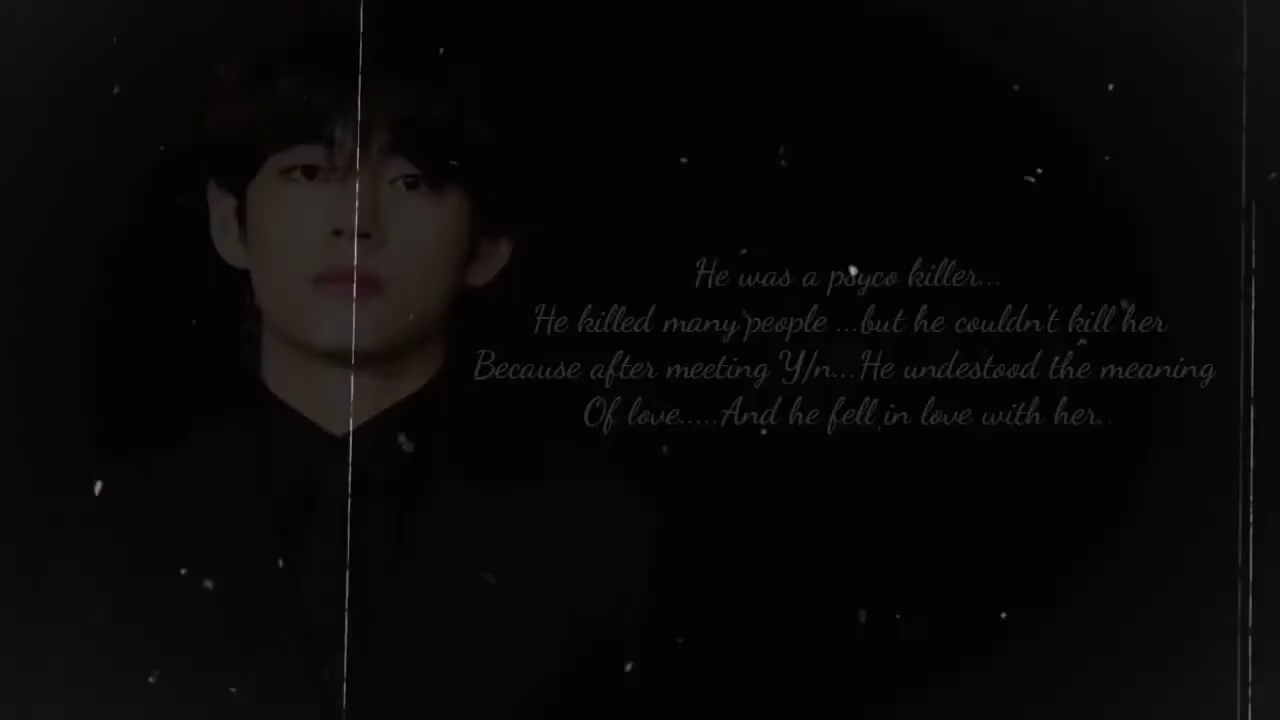 He was a psyco killer...
He killed many people ...but he couldn't kill her
Because after meeting Y/n...He undestood the meaning
Of love.....And he fell in love with her..